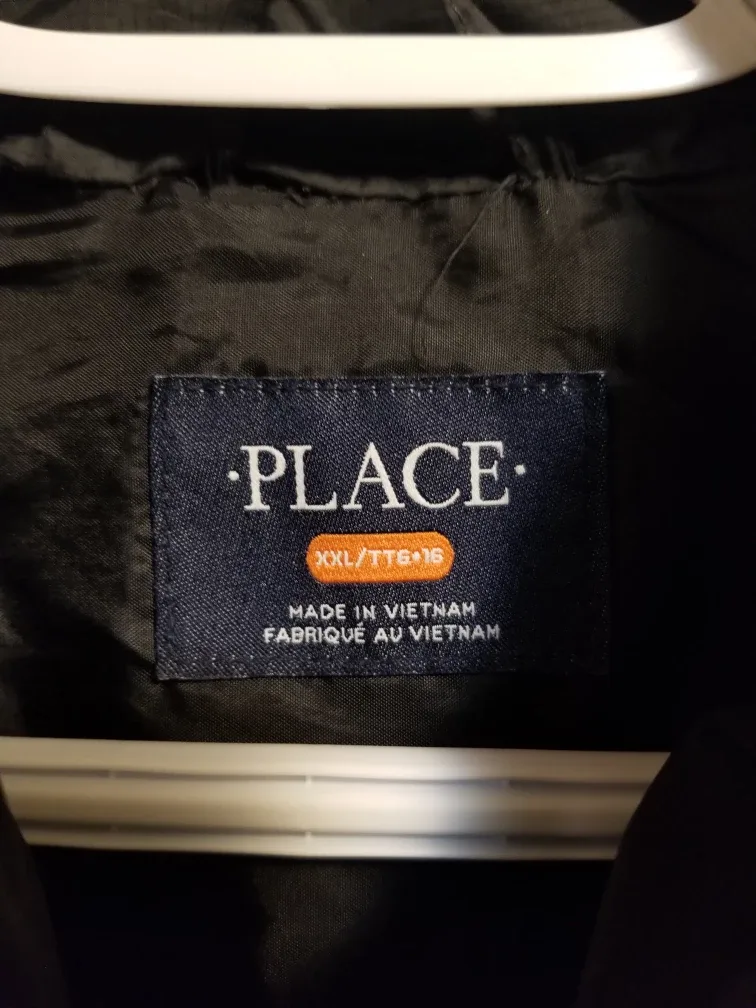 ·PLACE·
XXL/TTG•16
MADE IN VIETNAM
FABRIQUÉ AU VIETNAM